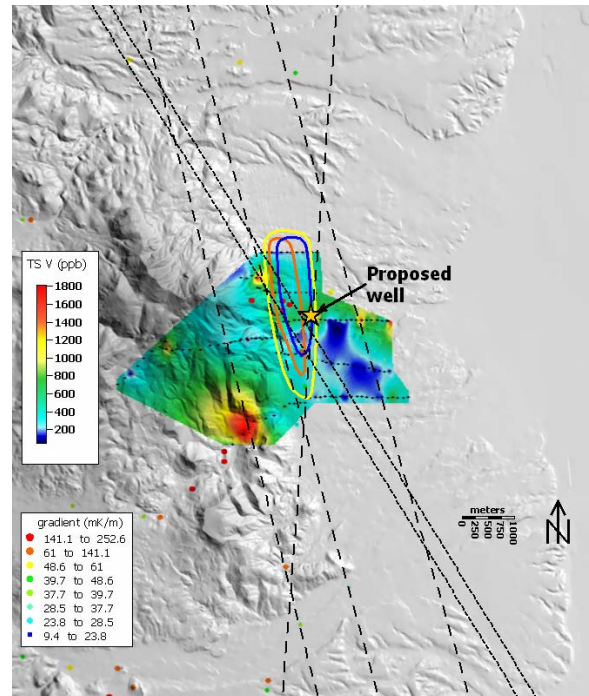 TS V (ppb)
1800
1600
1400
1200
1000
800
600
400
200
Proposed
well
gradient (mK/m)
141.1 to 252.6
61 to 141.1
48.6 to 61
39.7 to 48.6
37.7 to 39.7
28.5 to 37.7
23.8 to 28.5
9.4 to 23.8
meters
0 250 500 750 1000
N